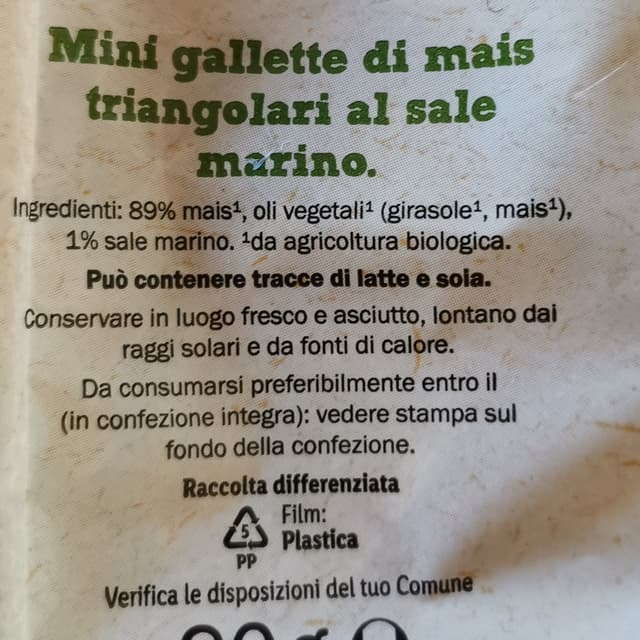 Mini gallette di mais
triangolari al sale
marino.
Ingredienti: 89% mais¹, oli vegetali¹ (girasole¹, mais¹),
1% sale marino. ¹da agricoltura biologica.
Può contenere tracce di latte e soia.
Conservare in luogo fresco e asciutto, lontano dai
raggi solari e da fonti di calore.
Da consumarsi preferibilmente entro il
(in confezione integra): vedere stampa sul
fondo della confezione.
Raccolta differenziata
Film:
5 Plastica
PP
Verifica le disposizioni del tuo Comune